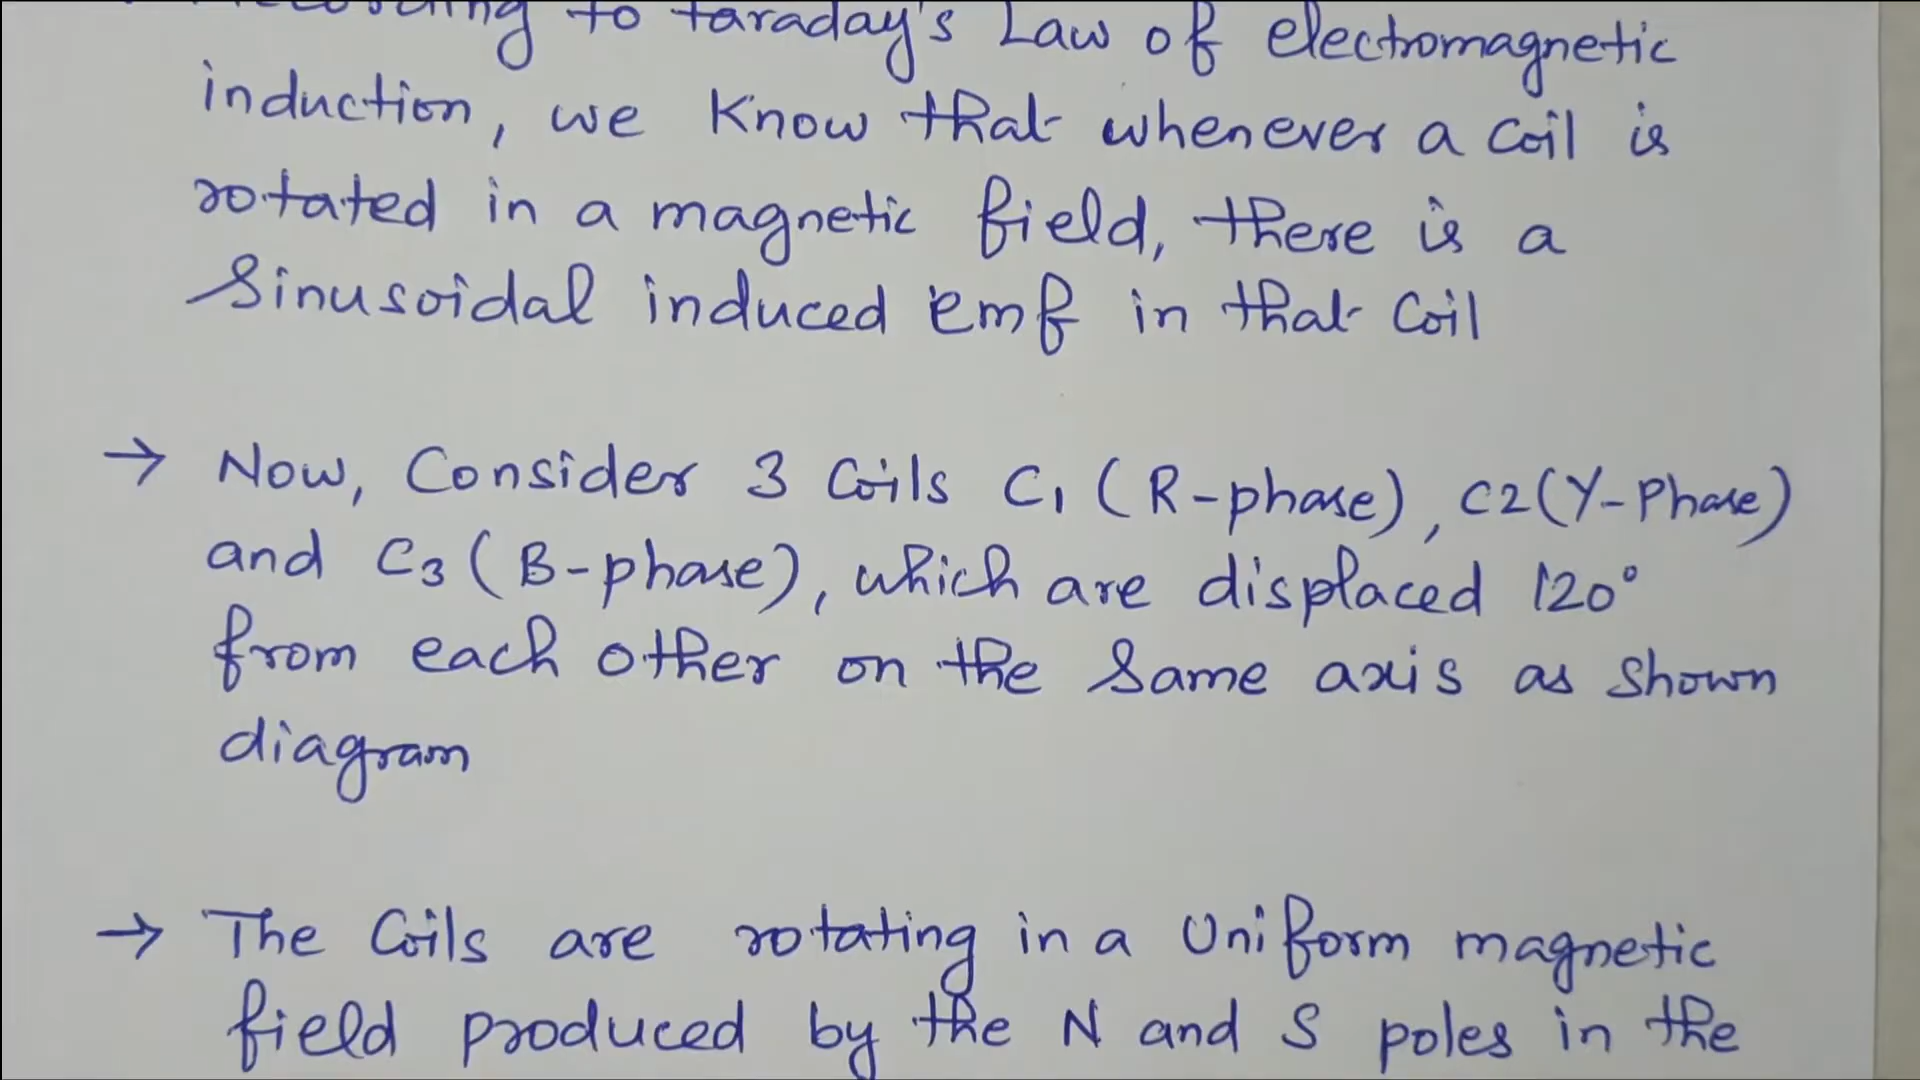 According to Faraday's Law of electromagnetic
induction, we know that whenever a coil is
rotated in a magnetic field, there is a
Sinusoidal induced emf in that Coil
→ Now, Consider 3 Coils C1 (R-phase), C2(Y-Phase)
and C3 (B-phase), which are displaced 120°
from each other on the Same axis as Shown
diagram
→ The Coils are rotating in a Uniform magnetic
field produced by the N and S poles in the